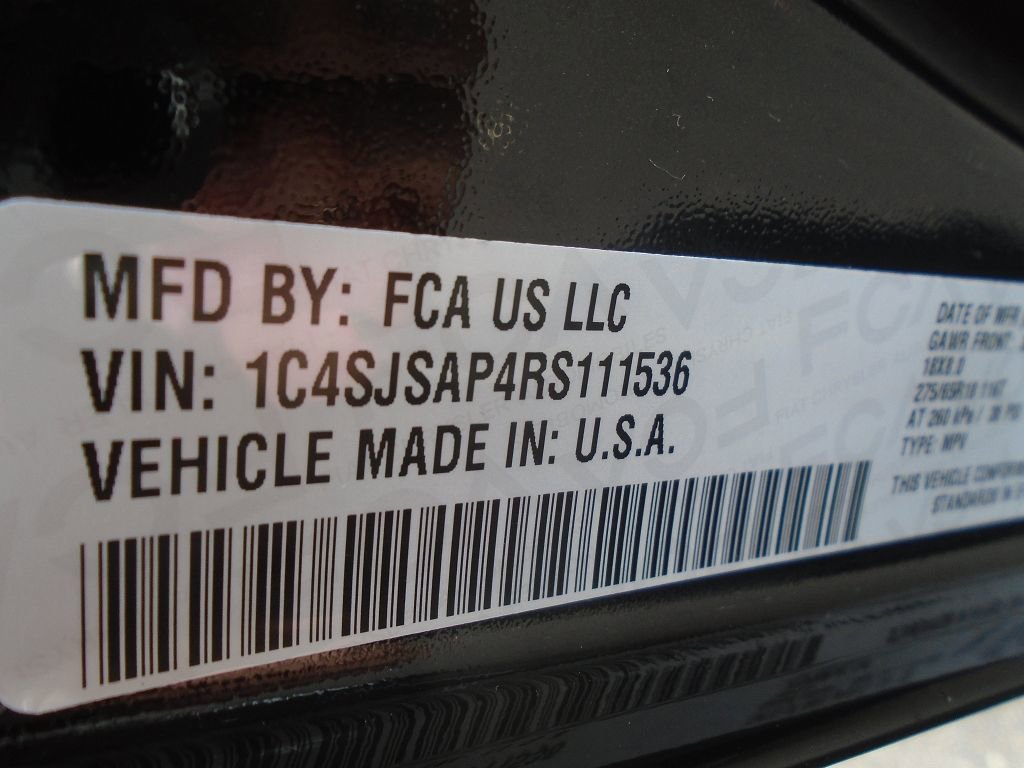 MFD BY: FCA US LLC
VIN: 1C4SJSAP4RS111536
VEHICLE MADE IN: U.S.A.
DATE OF MFR
GAWR FRONT:
18X8.0
275/65R18 116T
AT 260 kPa / 38 PSI
TYPE: MPV
THIS VEHICLE
STANDARDS IN